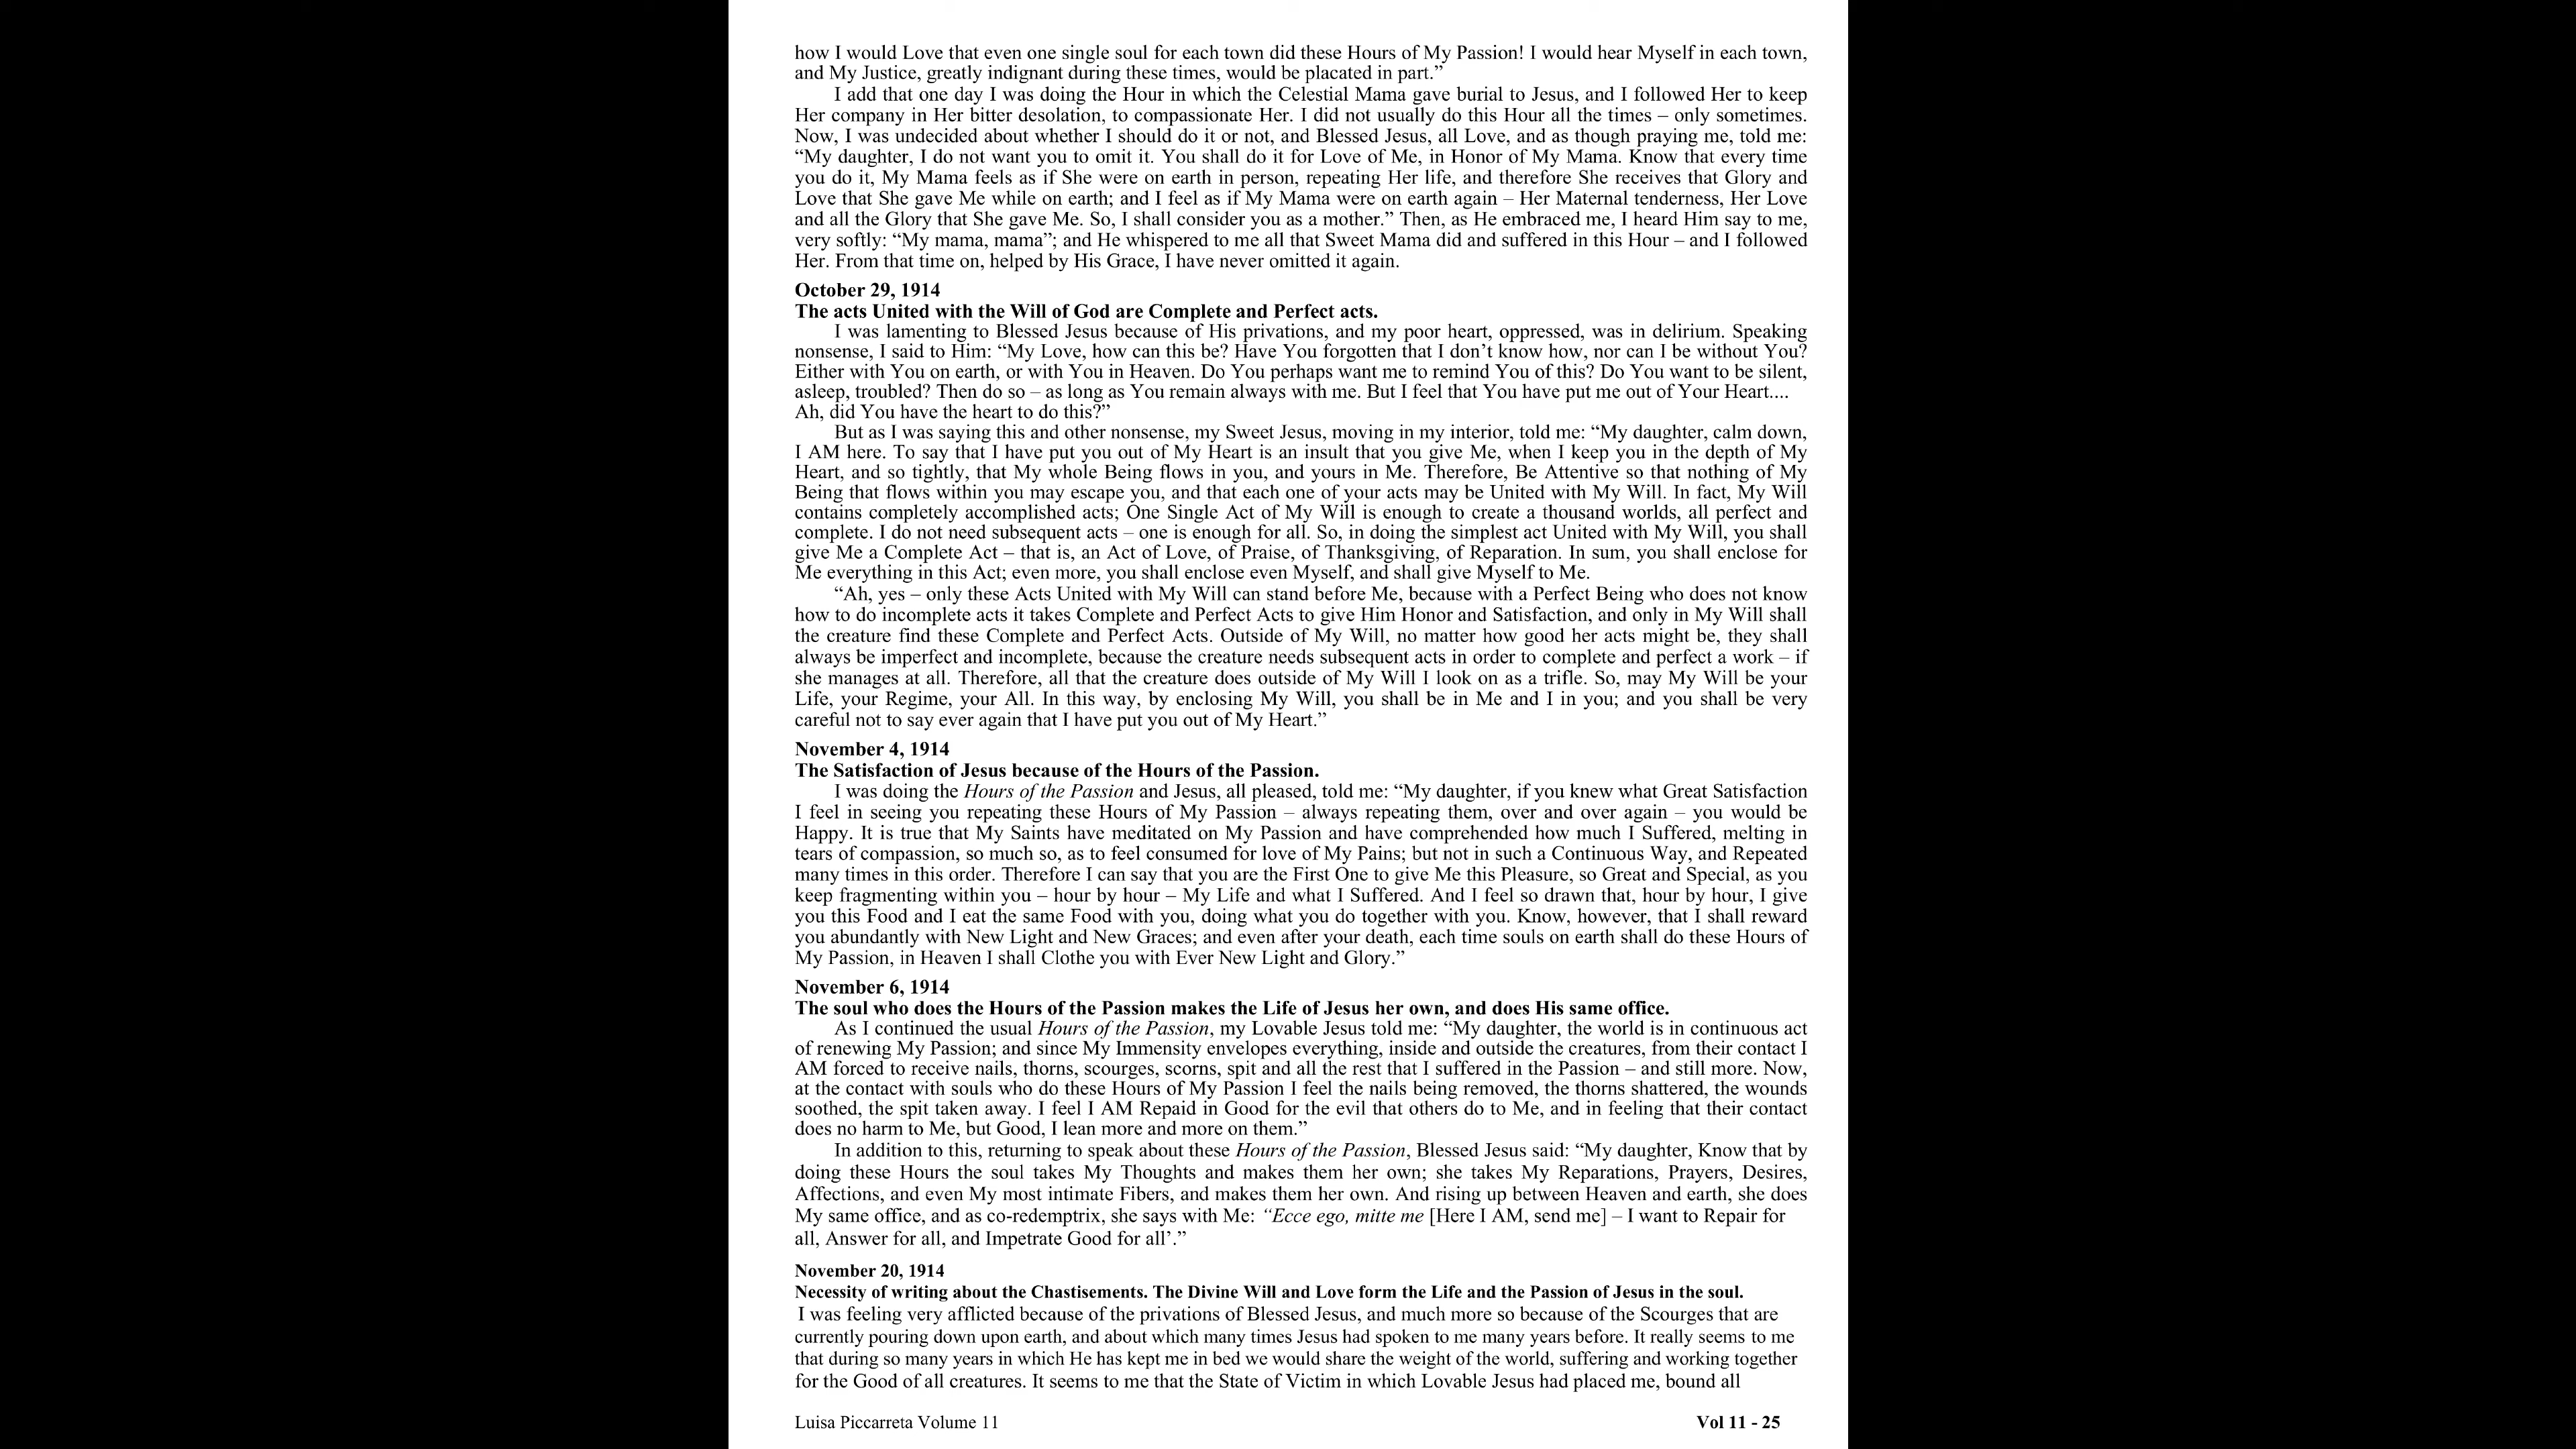 how I would Love that even one single soul for each town did these Hours of My Passion! I would hear Myself in each town,
and My Justice, greatly indignant during these times, would be placated in part.”
I add that one day I was doing the Hour in which the Celestial Mama gave burial to Jesus, and I followed Her to keep
Her company in Her bitter desolation, to compassionate Her. I did not usually do this Hour all the times – only sometimes.
Now, I was undecided about whether I should do it or not, and Blessed Jesus, all Love, and as though praying me, told me:
“My daughter, I do not want you to omit it. You shall do it for Love of Me, in Honor of My Mama. Know that every time
you do it, My Mama feels as if She were on earth in person, repeating Her life, and therefore She receives that Glory and
Love that She gave Me while on earth; and I feel as if My Mama were on earth again – Her Maternal tenderness, Her Love
and all the Glory that She gave Me. So, I shall consider you as a mother.” Then, as He embraced me, I heard Him say to me,
very softly: “My mama, mama”; and He whispered to me all that Sweet Mama did and suffered in this Hour – and I followed
Her. From that time on, helped by His Grace, I have never omitted it again.
October 29, 1914
The acts United with the Will of God are Complete and Perfect acts.
I was lamenting to Blessed Jesus because of His privations, and my poor heart, oppressed, was in delirium. Speaking
nonsense, I said to Him: “My Love, how can this be? Have You forgotten that I don’t know how, nor can I be without You?
Either with You on earth, or with You in Heaven. Do You perhaps want me to remind You of this? Do You want to be silent,
asleep, troubled? Then do so – as long as You remain always with me. But I feel that You have put me out of Your Heart....
Ah, did You have the heart to do this?”
But as I was saying this and other nonsense, my Sweet Jesus, moving in my interior, told me: “My daughter, calm down,
I AM here. To say that I have put you out of My Heart is an insult that you give Me, when I keep you in the depth of My
Heart, and so tightly, that My whole Being flows in you, and yours in Me. Therefore, Be Attentive so that nothing of My
Being that flows within you may escape you, and that each one of your acts may be United with My Will. In fact, My Will
contains completely accomplished acts; One Single Act of My Will is enough to create a thousand worlds, all perfect and
complete. I do not need subsequent acts – one is enough for all. So, in doing the simplest act United with My Will, you shall
give Me a Complete Act – that is, an Act of Love, of Praise, of Thanksgiving, of Reparation. In sum, you shall enclose for
Me everything in this Act; even more, you shall enclose even Myself, and shall give Myself to Me.
“Ah, yes – only these Acts United with My Will can stand before Me, because with a Perfect Being who does not know
how to do incomplete acts it takes Complete and Perfect Acts to give Him Honor and Satisfaction, and only in My Will shall
the creature find these Complete and Perfect Acts. Outside of My Will, no matter how good her acts might be, they shall
always be imperfect and incomplete, because the creature needs subsequent acts in order to complete and perfect a work – if
she manages at all. Therefore, all that the creature does outside of My Will I look on as a trifle. So, may My Will be your
Life, your Regime, your All. In this way, by enclosing My Will, you shall be in Me and I in you; and you shall be very
careful not to say ever again that I have put you out of My Heart.”
November 4, 1914
The Satisfaction of Jesus because of the Hours of the Passion.
I was doing the Hours of the Passion and Jesus, all pleased, told me: “My daughter, if you knew what Great Satisfaction
I feel in seeing you repeating these Hours of My Passion – always repeating them, over and over again – you would be
Happy. It is true that My Saints have meditated on My Passion and have comprehended how much I Suffered, melting in
tears of compassion, so much so, as to feel consumed for love of My Pains; but not in such a Continuous Way, and Repeated
many times in this order. Therefore I can say that you are the First One to give Me this Pleasure, so Great and Special, as you
keep fragmenting within you – hour by hour – My Life and what I Suffered. And I feel so drawn that, hour by hour, I give
you this Food and I eat the same Food with you, doing what you do together with you. Know, however, that I shall reward
you abundantly with New Light and New Graces; and even after your death, each time souls on earth shall do these Hours of
My Passion, in Heaven I shall Clothe you with Ever New Light and Glory.”
November 6, 1914
The soul who does the Hours of the Passion makes the Life of Jesus her own, and does His same office.
As I continued the usual Hours of the Passion, my Lovable Jesus told me: “My daughter, the world is in continuous act
of renewing My Passion; and since My Immensity envelopes everything, inside and outside the creatures, from their contact I
AM forced to receive nails, thorns, scourges, scorns, spit and all the rest that I suffered in the Passion – and still more. Now,
at the contact with souls who do these Hours of My Passion I feel the nails being removed, the thorns shattered, the wounds
soothed, the spit taken away. I feel I AM Repaid in Good for the evil that others do to Me, and in feeling that their contact
does no harm to Me, but Good, I lean more and more on them.”
In addition to this, returning to speak about these Hours of the Passion, Blessed Jesus said: “My daughter, Know that by
doing these Hours the soul takes My Thoughts and makes them her own; she takes My Reparations, Prayers, Desires,
Affections, and even My most intimate Fibers, and makes them her own. And rising up between Heaven and earth, she does
My same office, and as co-redemptrix, she says with Me: “Ecce ego, mitte me [Here I AM, send me] – I want to Repair for
all, Answer for all, and Impetrate Good for all’.”
November 20, 1914
Necessity of writing about the Chastisements. The Divine Will and Love form the Life and the Passion of Jesus in the soul.
I was feeling very afflicted because of the privations of Blessed Jesus, and much more so because of the Scourges that are
currently pouring down upon earth, and about which many times Jesus had spoken to me many years before. It really seems to me
that during so many years in which He has kept me in bed we would share the weight of the world, suffering and working together
for the Good of all creatures. It seems to me that the State of Victim in which Lovable Jesus had placed me, bound all
Luisa Piccarreta Volume 11
Vol 11 - 25